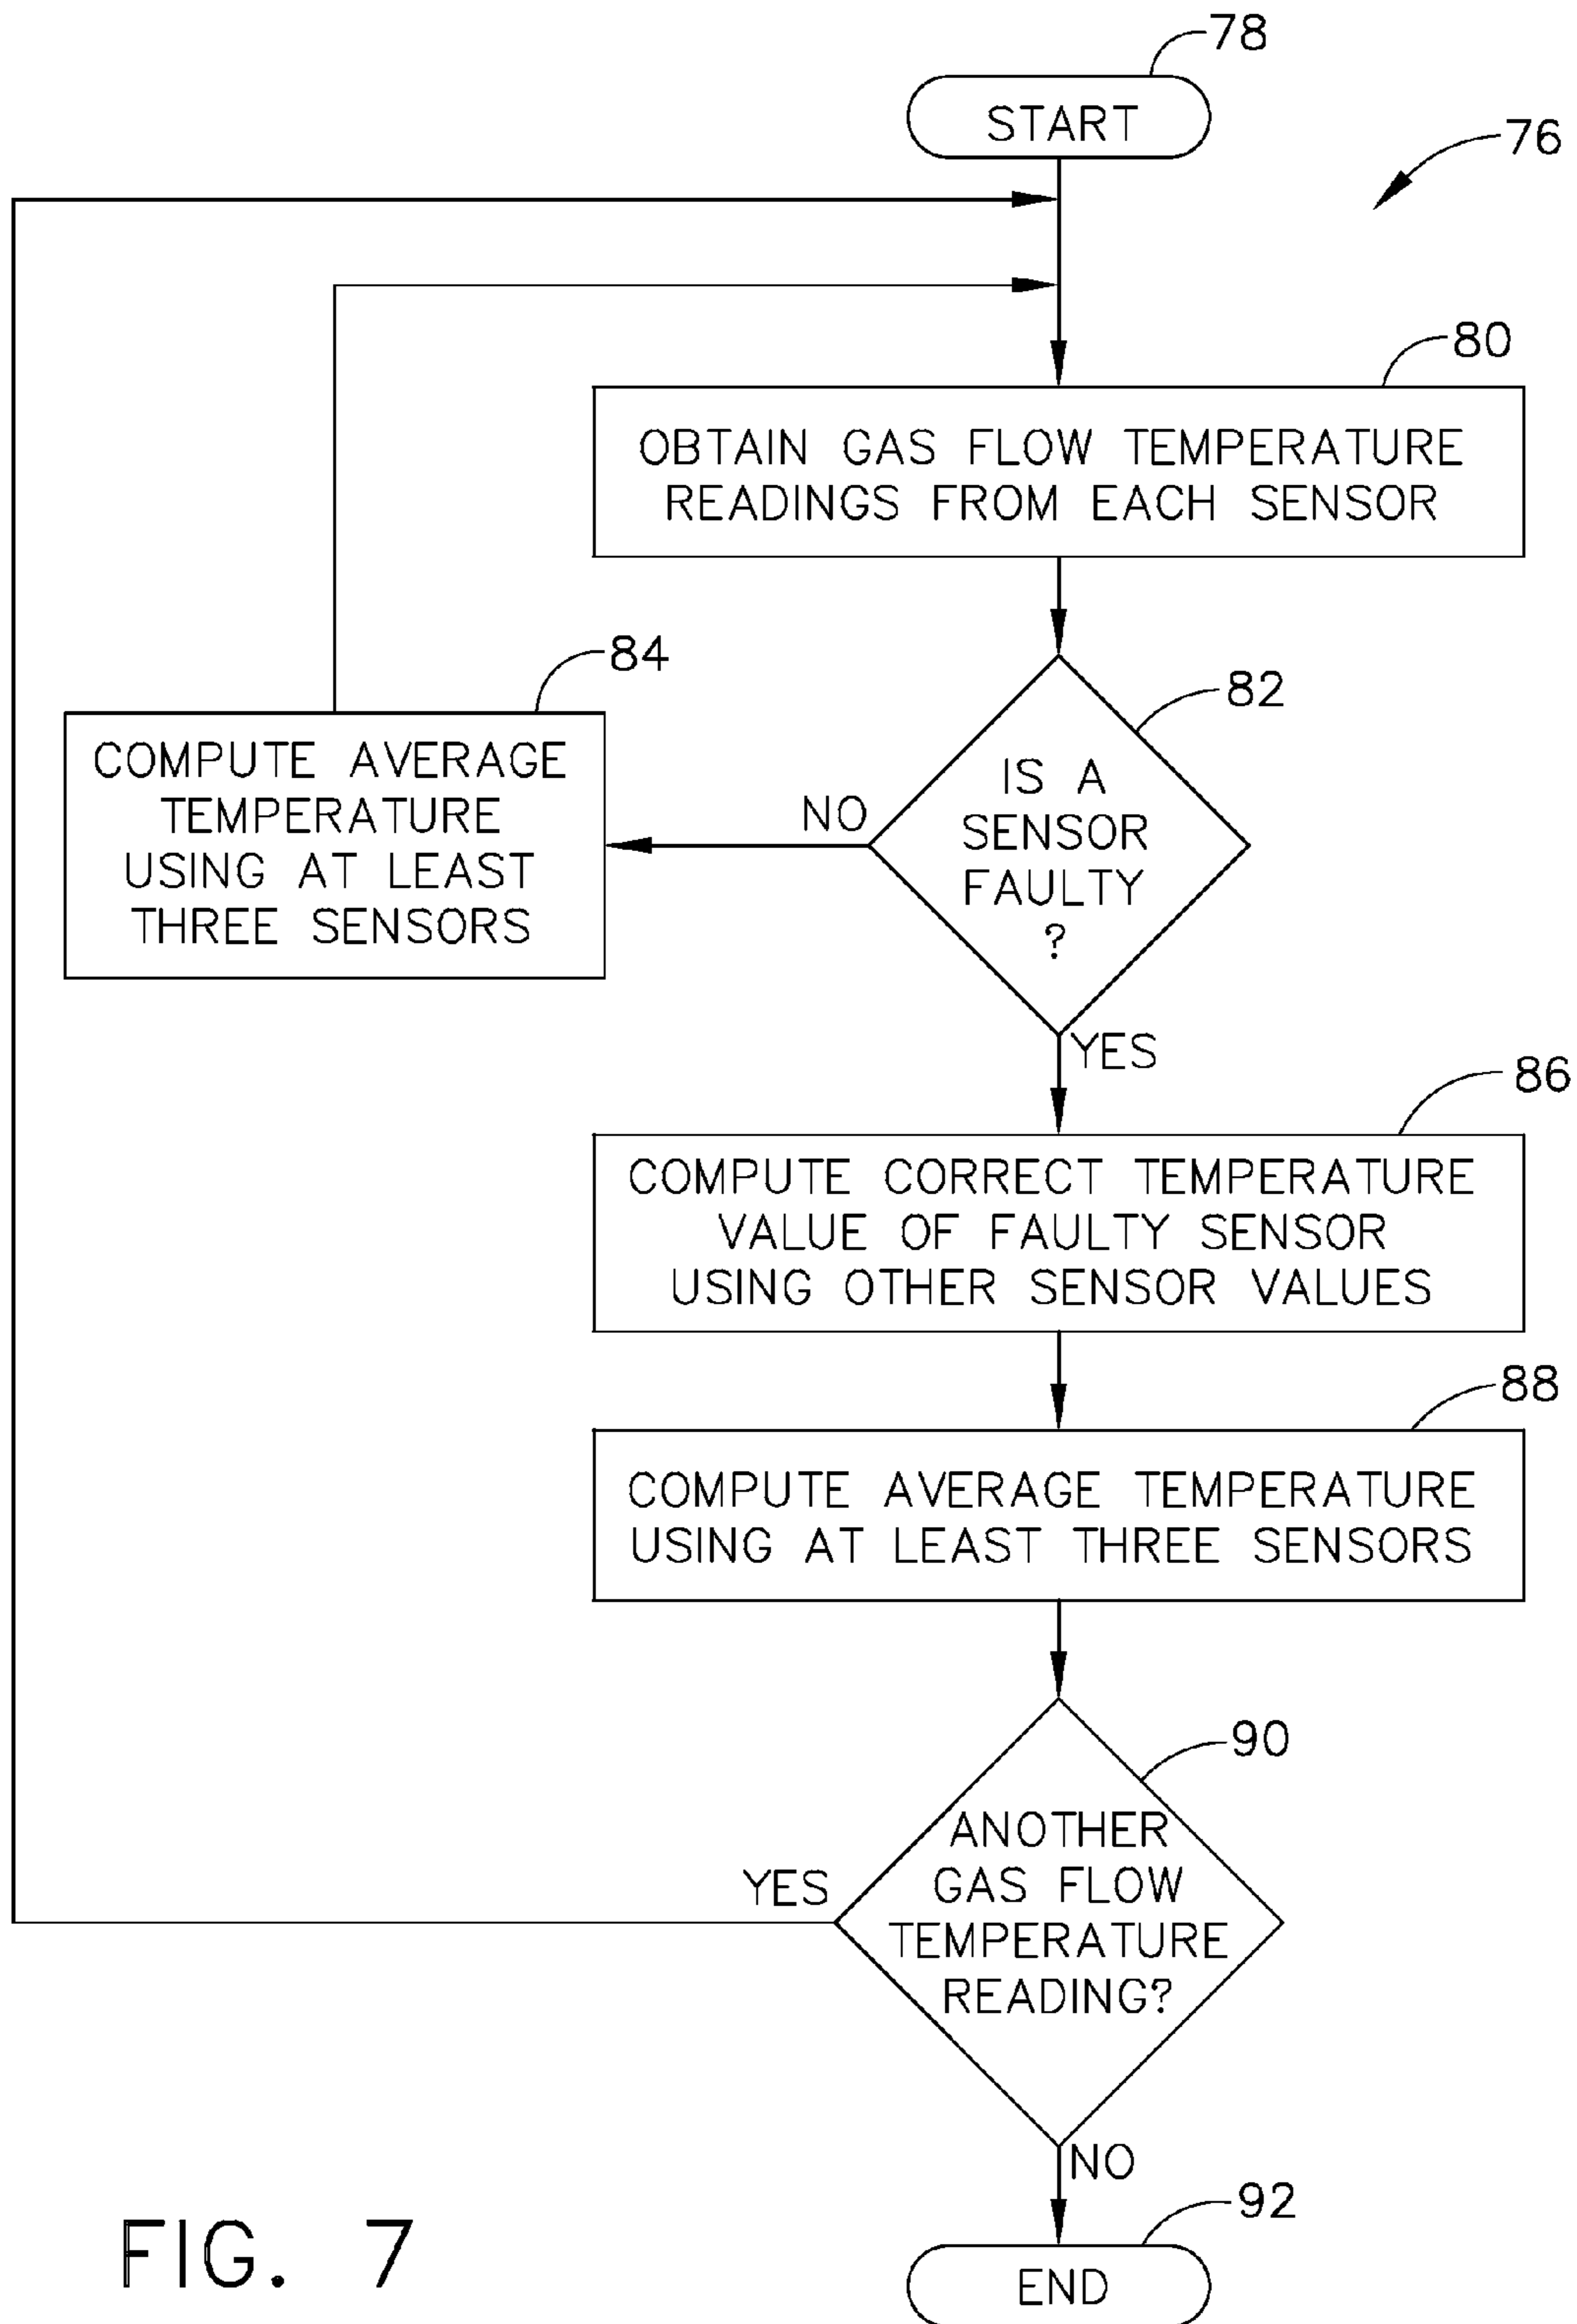 78
START
76
80
OBTAIN GAS FLOW TEMPERATURE
READINGS FROM EACH SENSOR
84
COMPUTE AVERAGE
TEMPERATURE
USING AT LEAST
THREE SENSORS
NO
82
IS A
SENSOR
FAULTY
?
YES
86
COMPUTE CORRECT TEMPERATURE
VALUE OF FAULTY SENSOR
USING OTHER SENSOR VALUES
88
COMPUTE AVERAGE TEMPERATURE
USING AT LEAST THREE SENSORS
90
ANOTHER
GAS FLOW
TEMPERATURE
READING?
YES
NO
92
END
FIG. 7